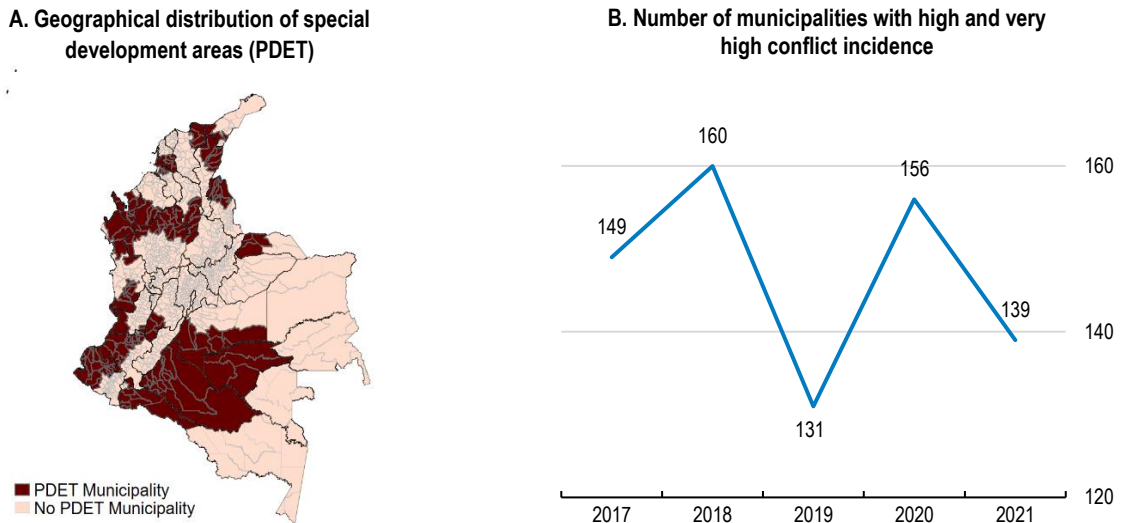 A. Geographical distribution of special
development areas (PDET)
PDET Municipality
No PDET Municipality
B. Number of municipalities with high and very
high conflict incidence
160
149
156
139
131
160
140
120
2017 2018 2019 2020 2021